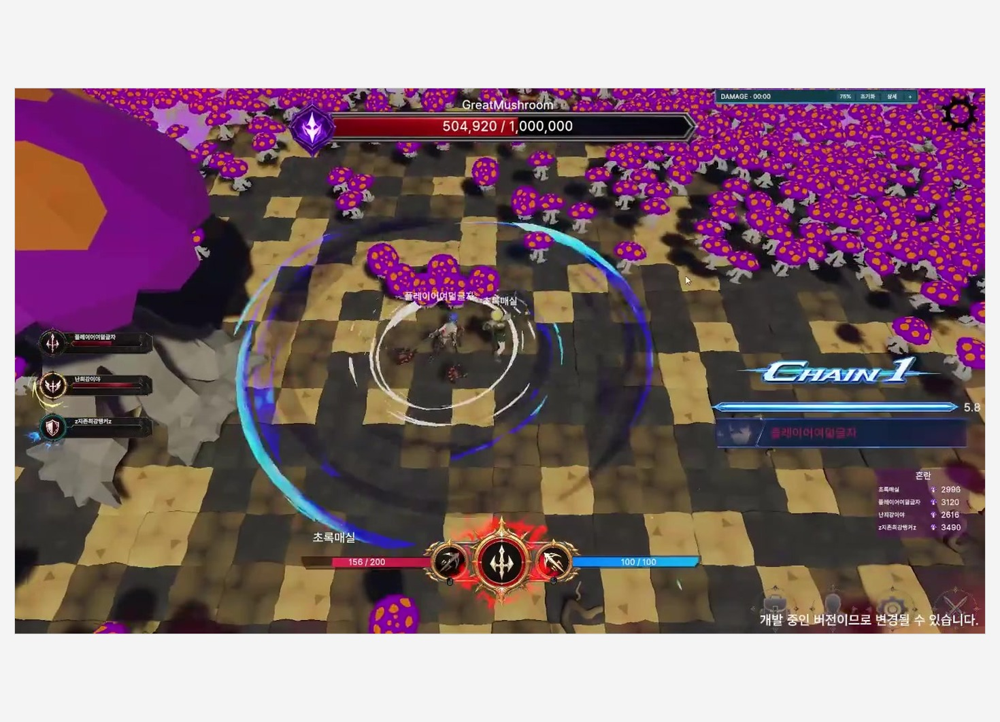 GreatMushroom
504,920 / 1,000,000
DAMAGE · 00:00 75% 초기화 상세 +
플레이어여덟글자 초록매실
플레이어여덟글자
난최강이야
z지존최강탱커z
CHAIN 1
5.8
플레이어여덟글자
혼란
초록매실 2996
플레이어여덟글자 3120
난최강이야 2616
z지존최강탱커z 3490
초록매실
156 / 200
100 / 100
개발 중인 버전이므로 변경될 수 있습니다.